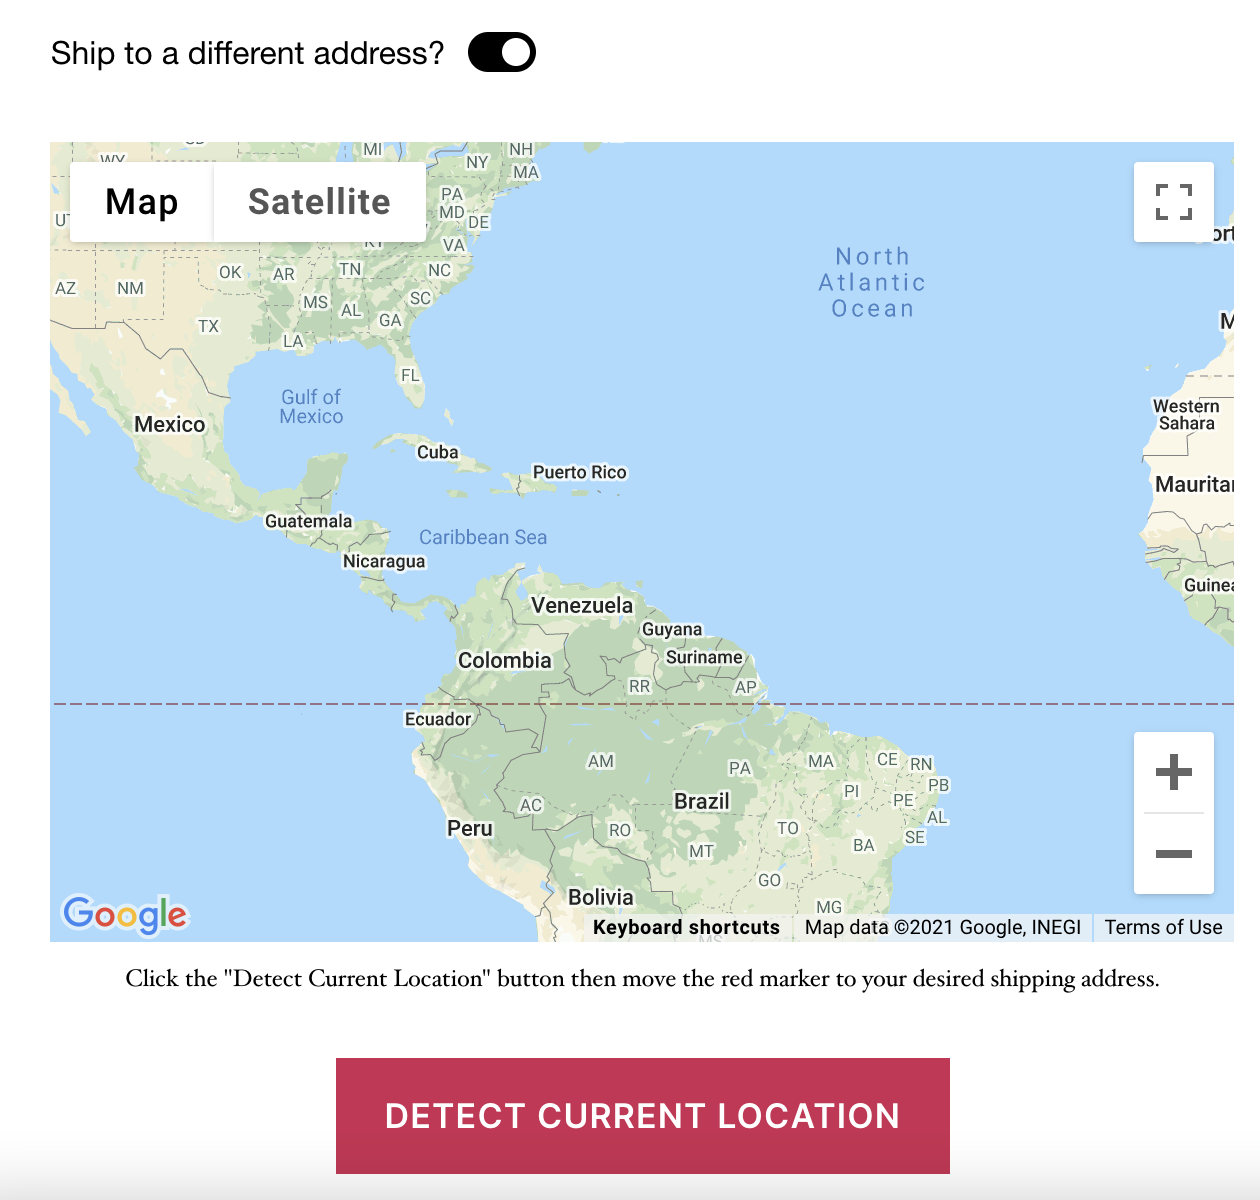 Ship to a different address?
MI
NH
WY
NY
MA
Map
Satellite
PA
MD
DE
UT
KY
VA
North
Atlantic
Ocean
OK
AR
TN
NC
AZ
NM
MS
AL
SC
GA
TX
LA
FL
Gulf of
Mexico
Mexico
Cuba
Puerto Rico
Western
Sahara
Guatemala
Caribbean Sea
Nicaragua
Venezuela
Guyana
Colombia
Suriname
RR
AP
Ecuador
AM
PA
MA
CE
RN
PB
PI
PE
AL
AC
Brazil
Peru
RO
TO
SE
MT
BA
GO
Bolivia
MG
MS
Google
Keyboard shortcuts
Map data ©2021 Google, INEGI
Terms of Use
Click the "Detect Current Location" button then move the red marker to your desired shipping address.
DETECT CURRENT LOCATION